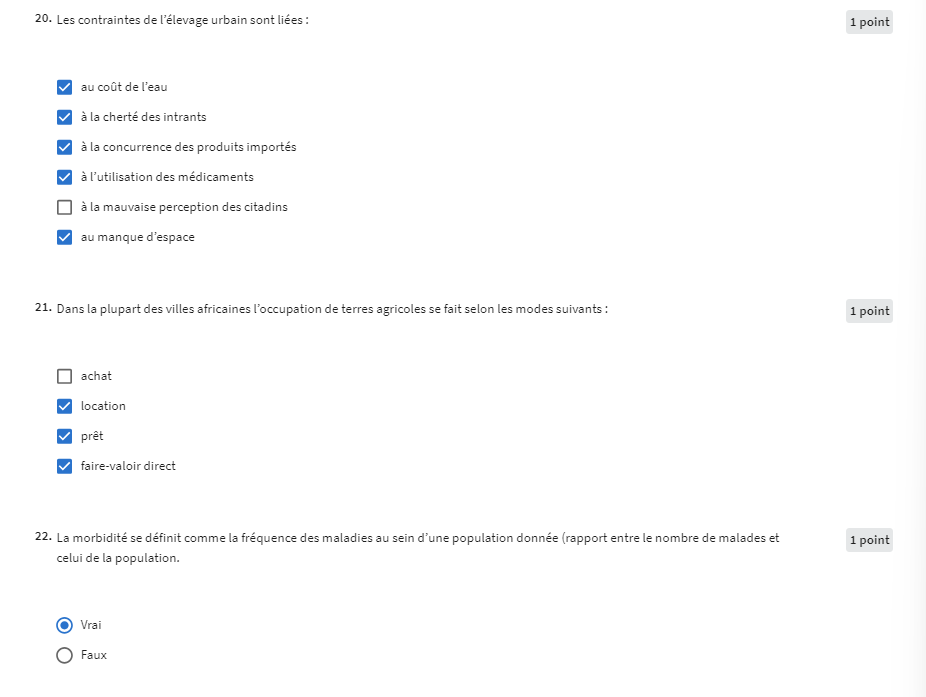 20. Les contraintes de l’élevage urbain sont liées :
1 point
au coût de l’eau
à la cherté des intrants
à la concurrence des produits importés
à l’utilisation des médicaments
à la mauvaise perception des citadins
au manque d’espace
21. Dans la plupart des villes africaines l’occupation de terres agricoles se fait selon les modes suivants :
1 point
achat
location
prêt
faire-valoir direct
22. La morbidité se définit comme la fréquence des maladies au sein d’une population donnée (rapport entre le nombre de malades et
celui de la population.
1 point
Vrai
Faux